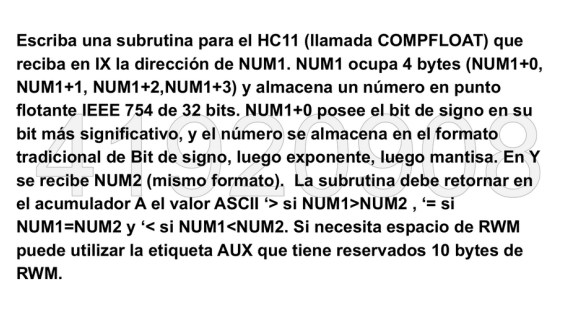 Escriba una subrutina para el HC11 (llamada COMPFLOAT) que
reciba en IX la dirección de NUM1. NUM1 ocupa 4 bytes (NUM1+0,
NUM1+1, NUM1+2,NUM1+3) y almacena un número en punto
flotante IEEE 754 de 32 bits. NUM1+0 posee el bit de signo en su
bit más significativo, y el número se almacena en el formato
tradicional de Bit de signo, luego exponente, luego mantisa. En Y
se recibe NUM2 (mismo formato).  La subrutina debe retornar en
el acumulador A el valor ASCII ‘> si NUM1>NUM2 , ‘= si
NUM1=NUM2 y ‘< si NUM1<NUM2. Si necesita espacio de RWM
puede utilizar la etiqueta AUX que tiene reservados 10 bytes de
RWM.
41920908